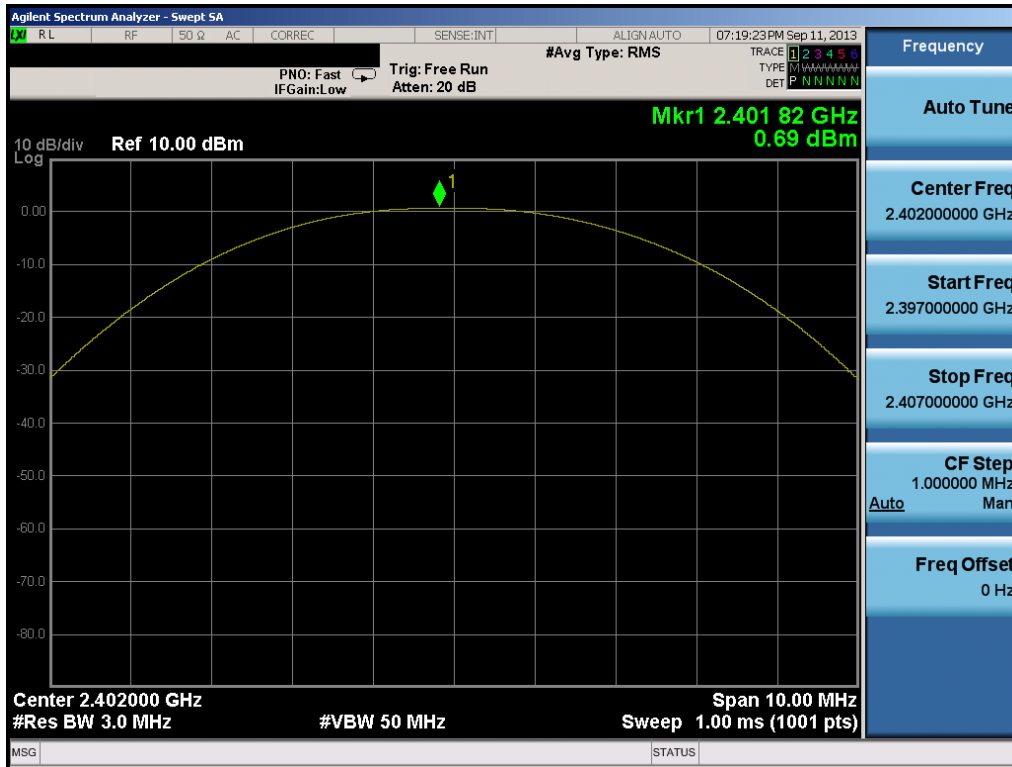 Agilent Spectrum Analyzer - Swept SA
LXI RL RF 50 Ω AC CORREC SENSE:INT ALIGN AUTO 07:19:23 PM Sep 11, 2013
PNO: Fast
IFGain:Low
Trig: Free Run
Atten: 20 dB
#Avg Type: RMS
TRACE 1 2 3 4 5 6
TYPE M WWWWW
DET P N N N N N
Mkr1 2.401 82 GHz
0.69 dBm
10 dB/div Ref 10.00 dBm
Log
1
0.00
-10.0
-20.0
-30.0
-40.0
-50.0
-60.0
-70.0
-80.0
Center 2.402000 GHz Span 10.00 MHz
#Res BW 3.0 MHz #VBW 50 MHz Sweep 1.00 ms (1001 pts)
MSG STATUS
Frequency
Auto Tune
Center Freq
2.402000000 GHz
Start Freq
2.397000000 GHz
Stop Freq
2.407000000 GHz
CF Step
1.000000 MHz
Auto Man
Freq Offset
0 Hz